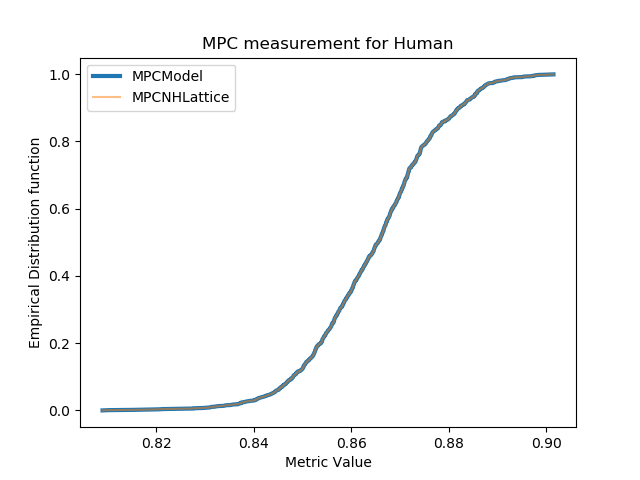 MPC measurement for Human
MPCModel
MPCNHLattice
1.0
0.8
0.6
0.4
0.2
0.0
Empirical Distribution function
0.82 0.84 0.86 0.88 0.90
Metric Value